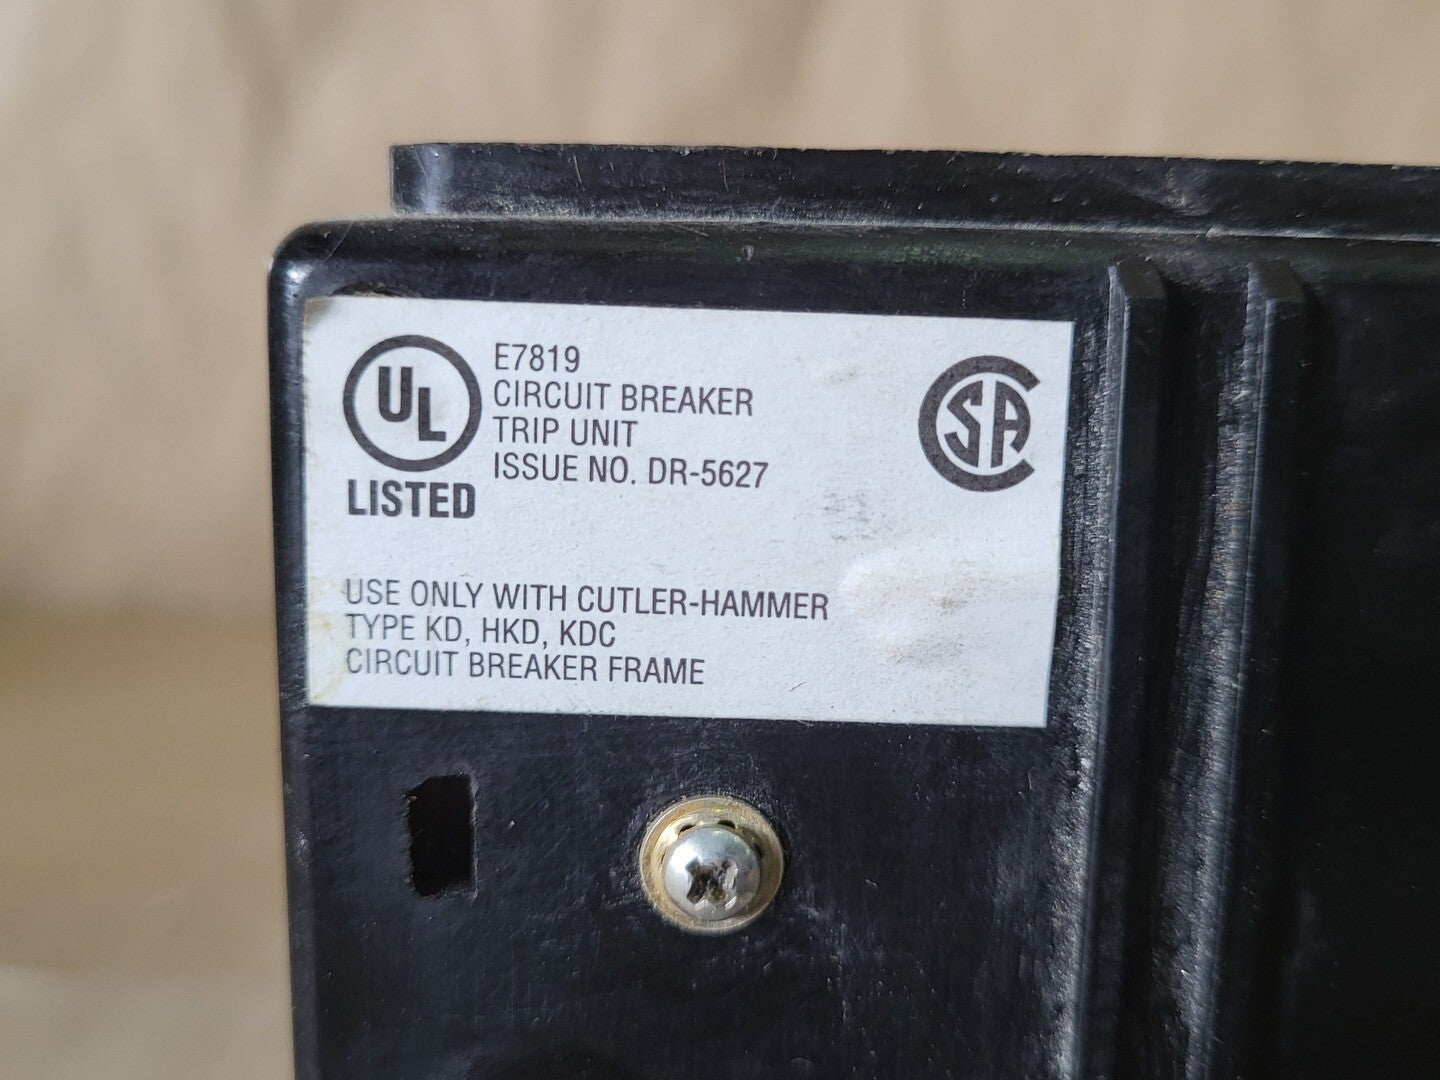 UL
LISTED
E7819
CIRCUIT BREAKER
TRIP UNIT
ISSUE NO. DR-5627
CSA
USE ONLY WITH CUTLER-HAMMER
TYPE KD, HKD, KDC
CIRCUIT BREAKER FRAME